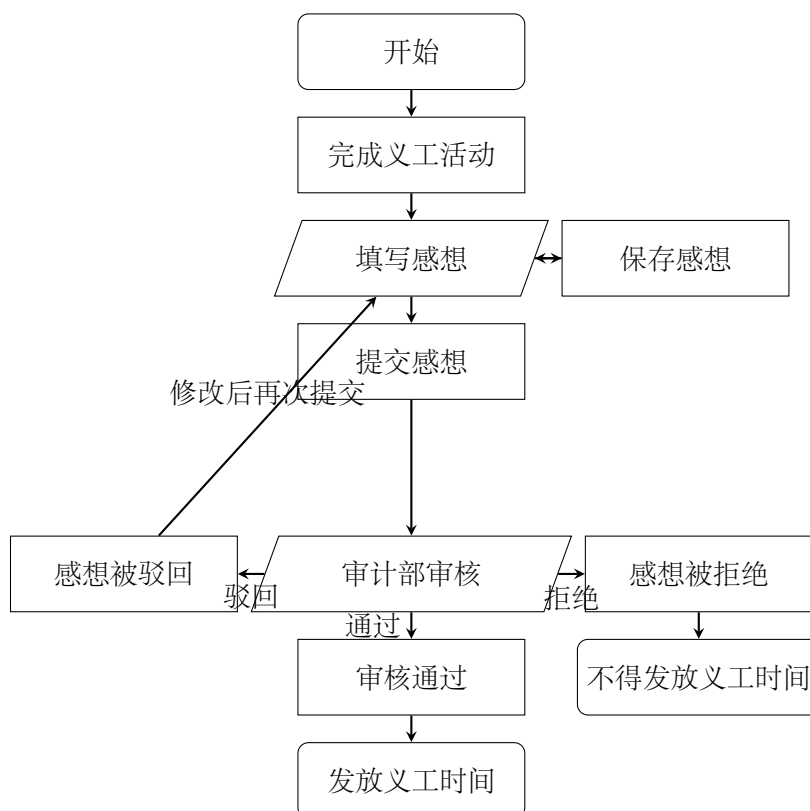 开始
完成义工活动
填写感想
保存感想
提交感想
修改后再次提交
感想被驳回
驳回
审计部审核
拒绝
感想被拒绝
通过
审核通过
不得发放义工时间
发放义工时间